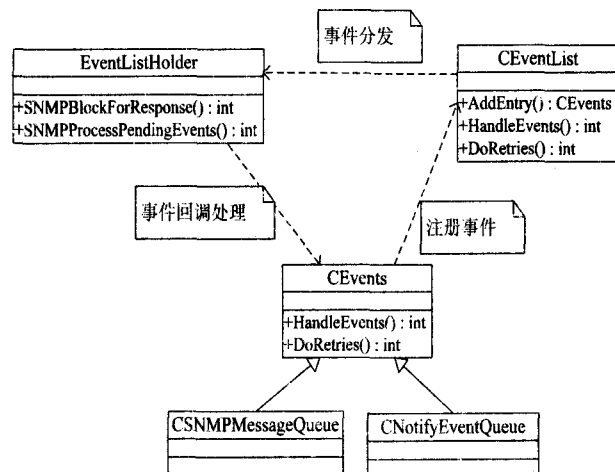 事件分发
EventListHolder
+SNMPBlockForResponse() : int
+SNMPProcessPendingEvents() : int
CEventList
+AddEntry() : CEvents
+HandleEvents() : int
+DoRetries() : int
事件回调处理
注册事件
CEvents
+HandleEvents() : int
+DoRetries() : int
CSNMPMessageQueue
CNotifyEventQueue